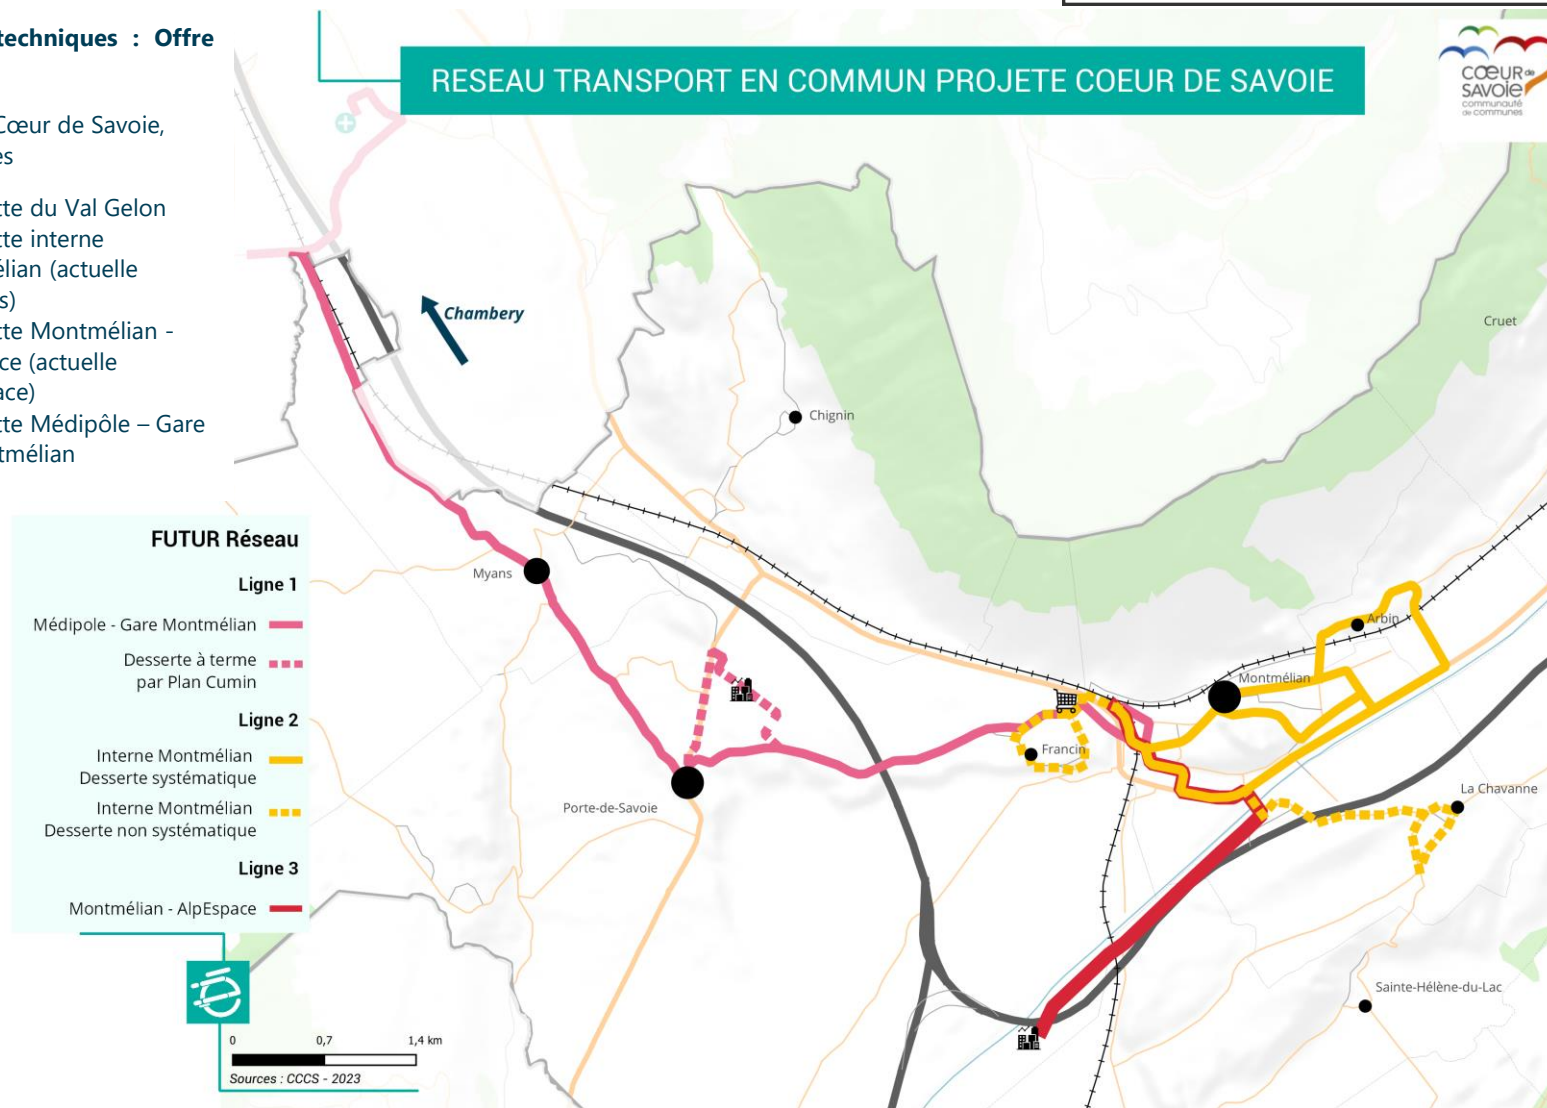 techniques : Offre
RESEAU TRANSPORT EN COMMUN PROJETE COEUR DE SAVOIE
CŒUR de
SAVOIE
communauté
de communes
Cœur de Savoie,
es
tte du Val Gelon
tte interne
élian (actuelle
s)
tte Montmélian -
ce (actuelle
ace)
tte Médipôle – Gare
tmélian
Chambery
Cruet
Chignin
FUTUR Réseau
Ligne 1
Médipole - Gare Montmélian
Desserte à terme
par Plan Cumin
Ligne 2
Interne Montmélian
Desserte systématique
Interne Montmélian
Desserte non systématique
Ligne 3
Montmélian - AlpEspace
Myans
Arbin
Montmélian
Francin
Porte-de-Savoie
La Chavanne
Sainte-Hélène-du-Lac
0 0,7 1,4 km
Sources : CCCS - 2023